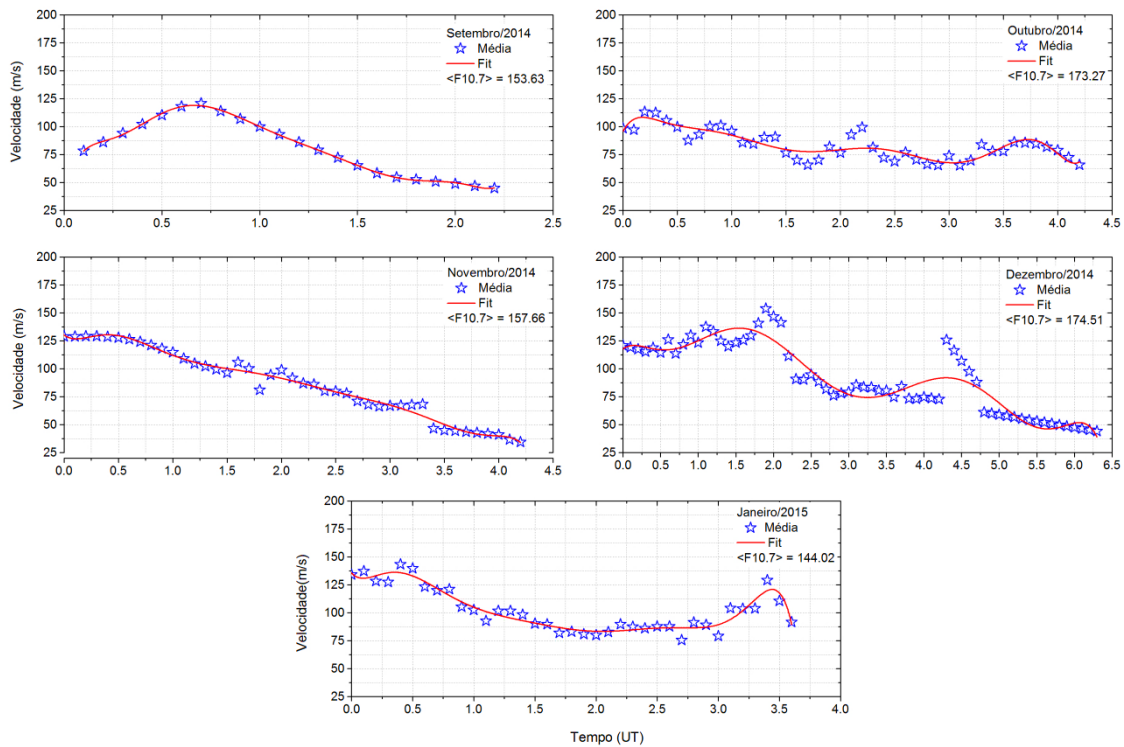 Setembro/2014
Média
Fit
<F10.7> = 153.63
Velocidade (m/s)
200
175
150
125
100
75
50
25
0.0 0.5 1.0 1.5 2.0 2.5
Outubro/2014
Média
Fit
<F10.7> = 173.27
200
175
150
125
100
75
50
25
0.0 0.5 1.0 1.5 2.0 2.5 3.0 3.5 4.0 4.5
Novembro/2014
Média
Fit
<F10.7> = 157.66
Velocidade (m/s)
200
175
150
125
100
75
50
25
0.0 0.5 1.0 1.5 2.0 2.5 3.0 3.5 4.0 4.5
Dezembro/2014
Média
Fit
<F10.7> = 174.51
200
175
150
125
100
75
50
25
0.0 0.5 1.0 1.5 2.0 2.5 3.0 3.5 4.0 4.5 5.0 5.5 6.0 6.5
Janeiro/2015
Média
Fit
<F10.7> = 144.02
Velocidade(m/s)
200
175
150
125
100
75
50
25
0.0 0.5 1.0 1.5 2.0 2.5 3.0 3.5 4.0
Tempo (UT)